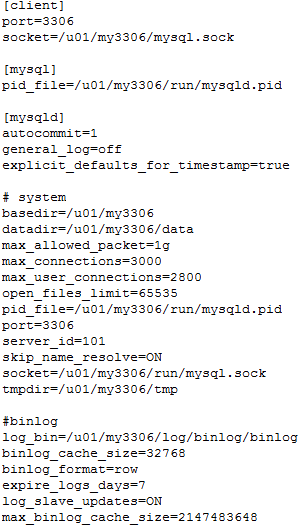 [client]
port=3306
socket=/u01/my3306/mysql.sock
[mysql]
pid_file=/u01/my3306/run/mysqld.pid
[mysqld]
autocommit=1
general_log=off
explicit_defaults_for_timestamp=true
# system
basedir=/u01/my3306
datadir=/u01/my3306/data
max_allowed_packet=1g
max_connections=3000
max_user_connections=2800
open_files_limit=65535
pid_file=/u01/my3306/run/mysqld.pid
port=3306
server_id=101
skip_name_resolve=ON
socket=/u01/my3306/run/mysql.sock
tmpdir=/u01/my3306/tmp
#binlog
log_bin=/u01/my3306/log/binlog/binlog
binlog_cache_size=32768
binlog_format=row
expire_logs_days=7
log_slave_updates=ON
max_binlog_cache_size=2147483648